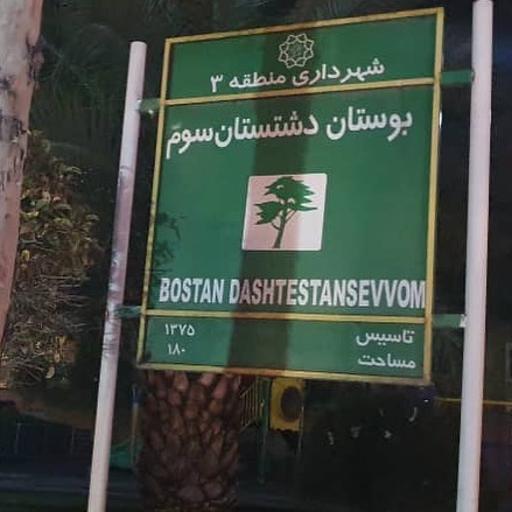 شهرداری منطقه ۳
بوستان دشتستان سوم
BOSTAN DASHTESTANSEVVOM
تاسیس ۱۳۷۵
مساحت ۱۸۰